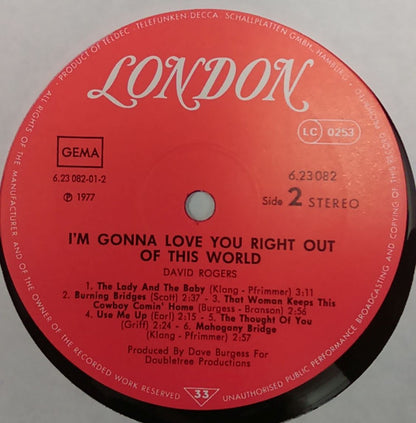 PRODUCT OF TELDEC · TELEFUNKEN-DECCA SCHALLPLATTEN GMBH, HAMBURG ·
LONDON
GEMA
LC 0253
6.23 082-01-2
℗ 1977
6.23082
Side 2 STEREO
I'M GONNA LOVE YOU RIGHT OUT
OF THIS WORLD
DAVID ROGERS
1. The Lady And The Baby (Klang - Pfrimmer) 3:11
2. Burning Bridges (Scott) 2:37 - 3. That Woman Keeps This
Cowboy Comin' Home (Burgess - Branson) 2:56
4. Use Me Up (Earl) 2:15 - 5. The Thought Of You
(Griff) 2:24 - 6. Mahogany Bridge
(Klang - Pfrimmer) 2:57
Produced By Dave Burgess For
Doubletree Productions
33
ALL RIGHTS OF THE MANUFACTURER AND OF THE OWNER OF THE RECORDED WORK RESERVED
UNAUTHORISED PUBLIC PERFORMANCE BROADCASTING AND COPYING OF THIS